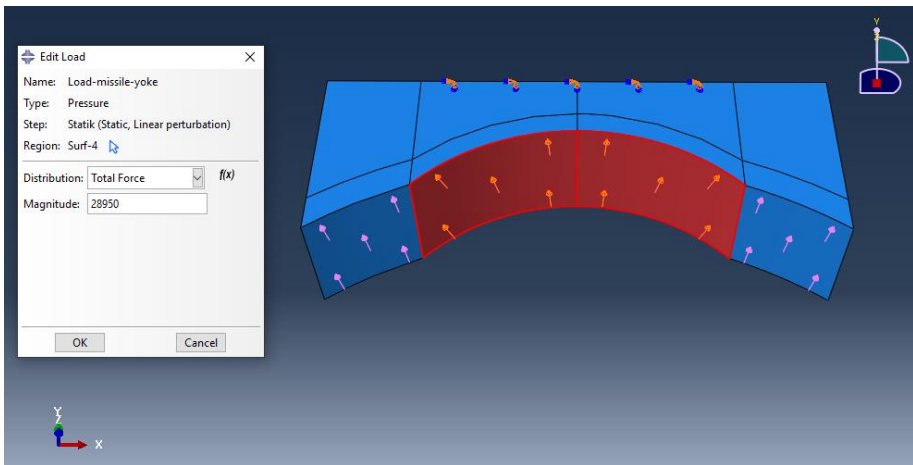 Edit Load
Name: Load-missile-yoke
Type: Pressure
Step: Statik (Static, Linear perturbation)
Region: Surf-4
Distribution: Total Force f(x)
Magnitude: 28950
OK Cancel
Y
Z
X
Y
Z